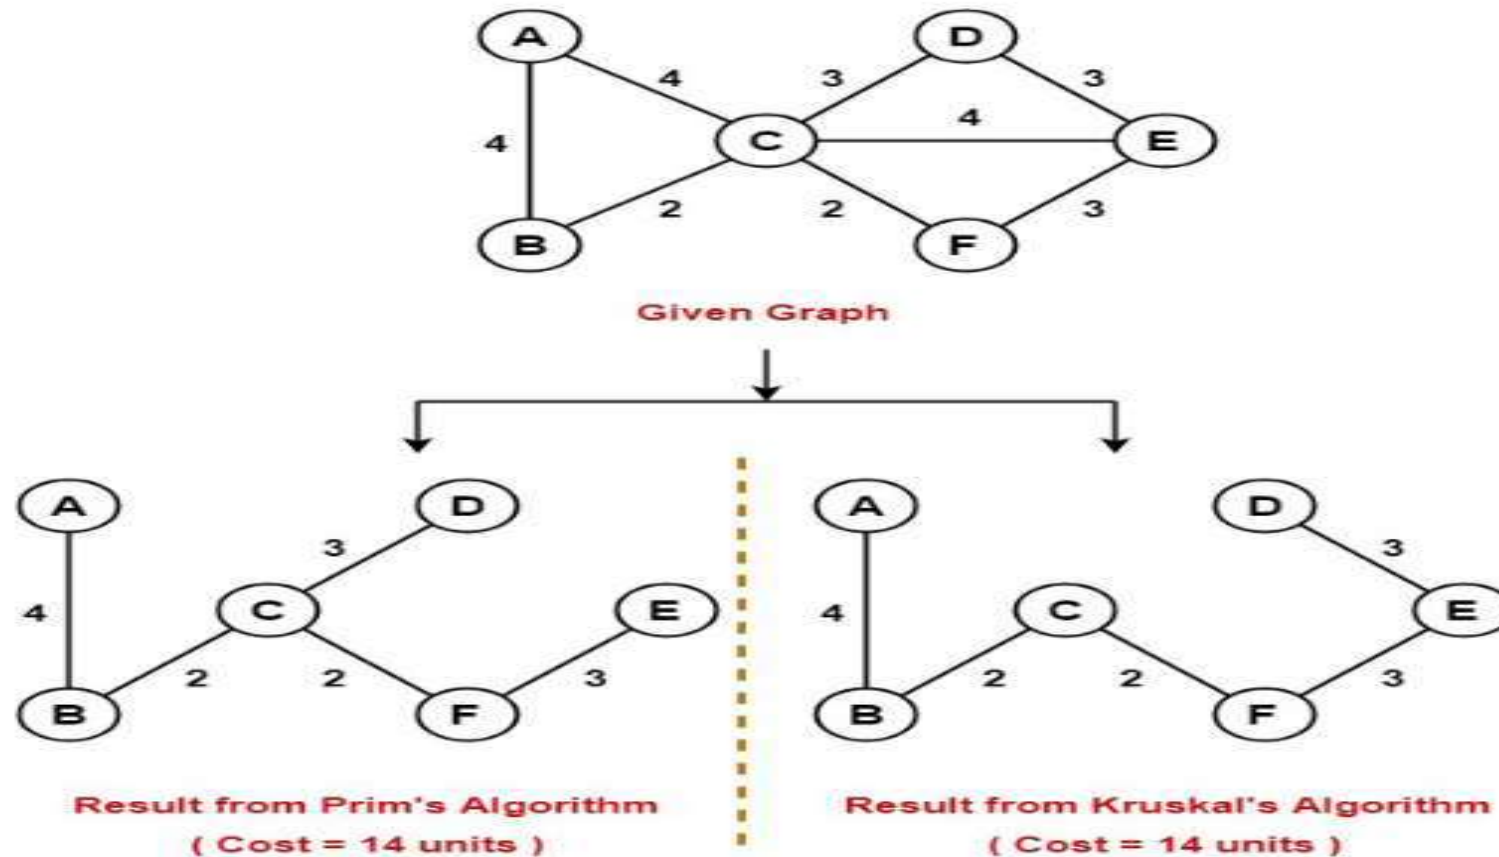 A
D
4
3
3
4
4
C
E
2
2
3
B
F
Given Graph
A
D
A
D
3
3
4
C
E
4
C
E
2
2
3
2
2
3
B
F
B
F
Result from Prim's Algorithm
( Cost = 14 units )
Result from Kruskal's Algorithm
( Cost = 14 units )